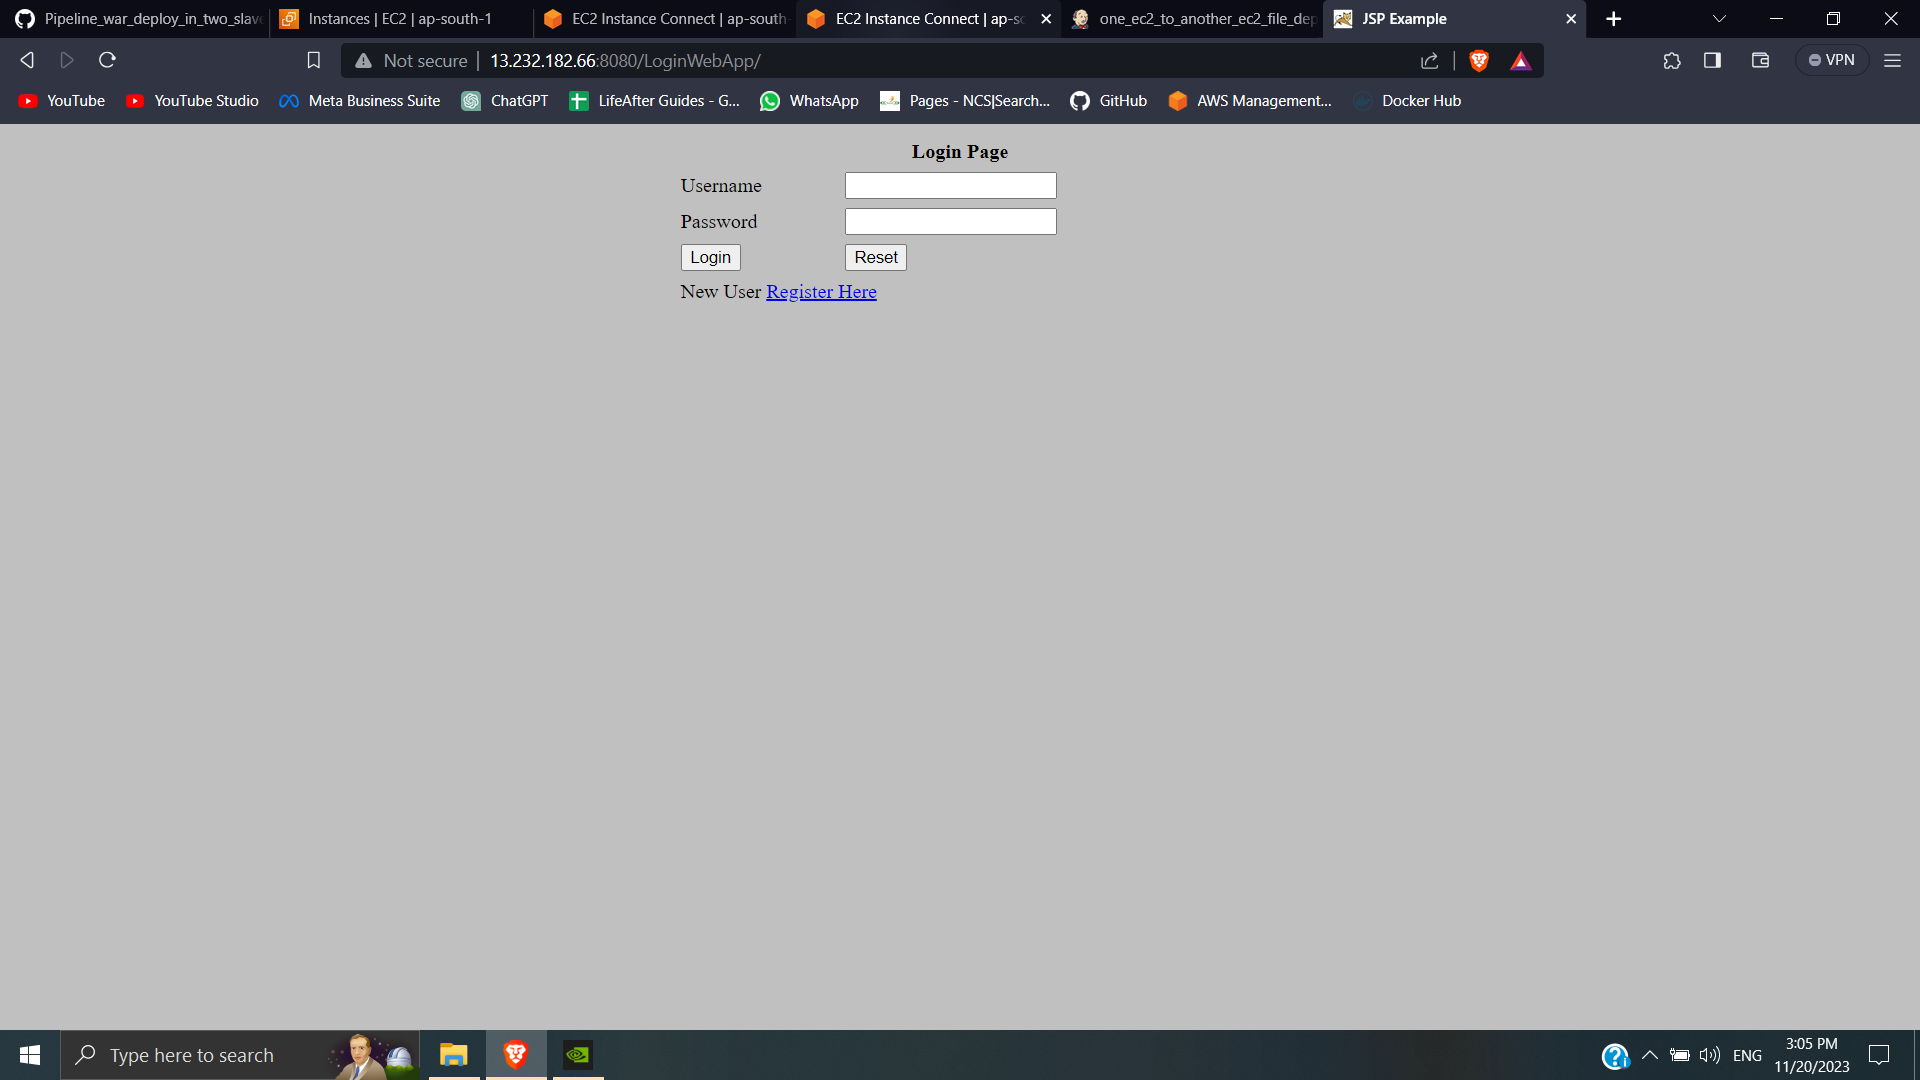 Pipeline_war_deploy_in_two_slave
Instances | EC2 | ap-south-1
EC2 Instance Connect | ap-south-
EC2 Instance Connect | ap-so
one_ec2_to_another_ec2_file_dep
JSP Example
Not secure
13.232.182.66:8080/LoginWebApp/
VPN
YouTube
YouTube Studio
Meta Business Suite
ChatGPT
LifeAfter Guides - G...
WhatsApp
Pages - NCS|Search...
GitHub
AWS Management...
Docker Hub
Login Page
Username
Password
Login
Reset
New User Register Here
Type here to search
ENG
3:05 PM
11/20/2023